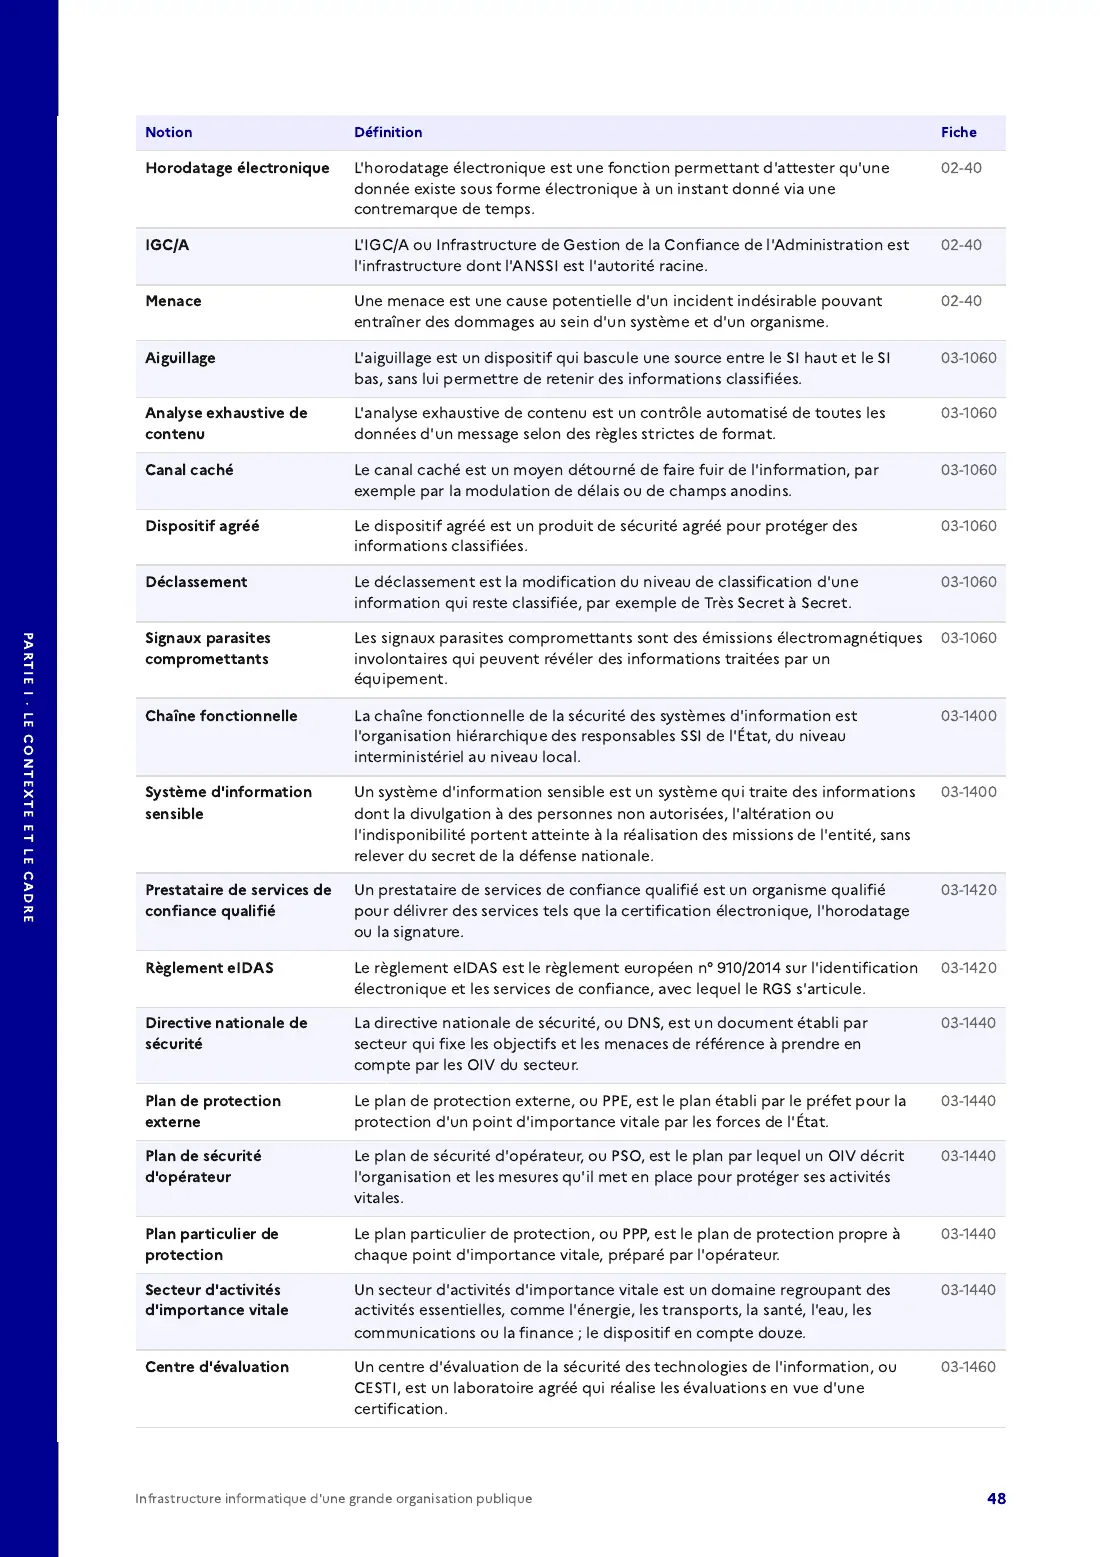 PARTIE I · LE CONTEXTE ET LE CADRE
Notion Définition Fiche
Horodatage électronique L'horodatage électronique est une fonction permettant d'attester qu'une 02-40
donnée existe sous forme électronique à un instant donné via une
contremarque de temps.
IGC/A L'IGC/A ou Infrastructure de Gestion de la Confiance de l'Administration est 02-40
l'infrastructure dont l'ANSSI est l'autorité racine.
Menace Une menace est une cause potentielle d'un incident indésirable pouvant 02-40
entraîner des dommages au sein d'un système et d'un organisme.
Aiguillage L'aiguillage est un dispositif qui bascule une source entre le SI haut et le SI 03-1060
bas, sans lui permettre de retenir des informations classifiées.
Analyse exhaustive de L'analyse exhaustive de contenu est un contrôle automatisé de toutes les 03-1060
contenu données d'un message selon des règles strictes de format.
Canal caché Le canal caché est un moyen détourné de faire fuir de l'information, par 03-1060
exemple par la modulation de délais ou de champs anodins.
Dispositif agréé Le dispositif agréé est un produit de sécurité agréé pour protéger des 03-1060
informations classifiées.
Déclassement Le déclassement est la modification du niveau de classification d'une 03-1060
information qui reste classifiée, par exemple de Très Secret à Secret.
Signaux parasites Les signaux parasites compromettants sont des émissions électromagnétiques 03-1060
compromettants involontaires qui peuvent révéler des informations traitées par un
équipement.
Chaîne fonctionnelle La chaîne fonctionnelle de la sécurité des systèmes d'information est 03-1400
l'organisation hiérarchique des responsables SSI de l'État, du niveau
interministériel au niveau local.
Système d'information Un système d'information sensible est un système qui traite des informations 03-1400
sensible dont la divulgation à des personnes non autorisées, l'altération ou
l'indisponibilité portent atteinte à la réalisation des missions de l'entité, sans
relever du secret de la défense nationale.
Prestataire de services de Un prestataire de services de confiance qualifié est un organisme qualifié 03-1420
confiance qualifié pour délivrer des services tels que la certification électronique, l'horodatage
ou la signature.
Règlement eIDAS Le règlement eIDAS est le règlement européen n° 910/2014 sur l'identification 03-1420
électronique et les services de confiance, avec lequel le RGS s'articule.
Directive nationale de La directive nationale de sécurité, ou DNS, est un document établi par 03-1440
sécurité secteur qui fixe les objectifs et les menaces de référence à prendre en
compte par les OIV du secteur.
Plan de protection Le plan de protection externe, ou PPE, est le plan établi par le préfet pour la 03-1440
externe protection d'un point d'importance vitale par les forces de l'État.
Plan de sécurité Le plan de sécurité d'opérateur, ou PSO, est le plan par lequel un OIV décrit 03-1440
d'opérateur l'organisation et les mesures qu'il met en place pour protéger ses activités
vitales.
Plan particulier de Le plan particulier de protection, ou PPP, est le plan de protection propre à 03-1440
protection chaque point d'importance vitale, préparé par l'opérateur.
Secteur d'activités Un secteur d'activités d'importance vitale est un domaine regroupant des 03-1440
d'importance vitale activités essentielles, comme l'énergie, les transports, la santé, l'eau, les
communications ou la finance ; le dispositif en compte douze.
Centre d'évaluation Un centre d'évaluation de la sécurité des technologies de l'information, ou 03-1460
CESTI, est un laboratoire agréé qui réalise les évaluations en vue d'une
certification.
Infrastructure informatique d'une grande organisation publique 48